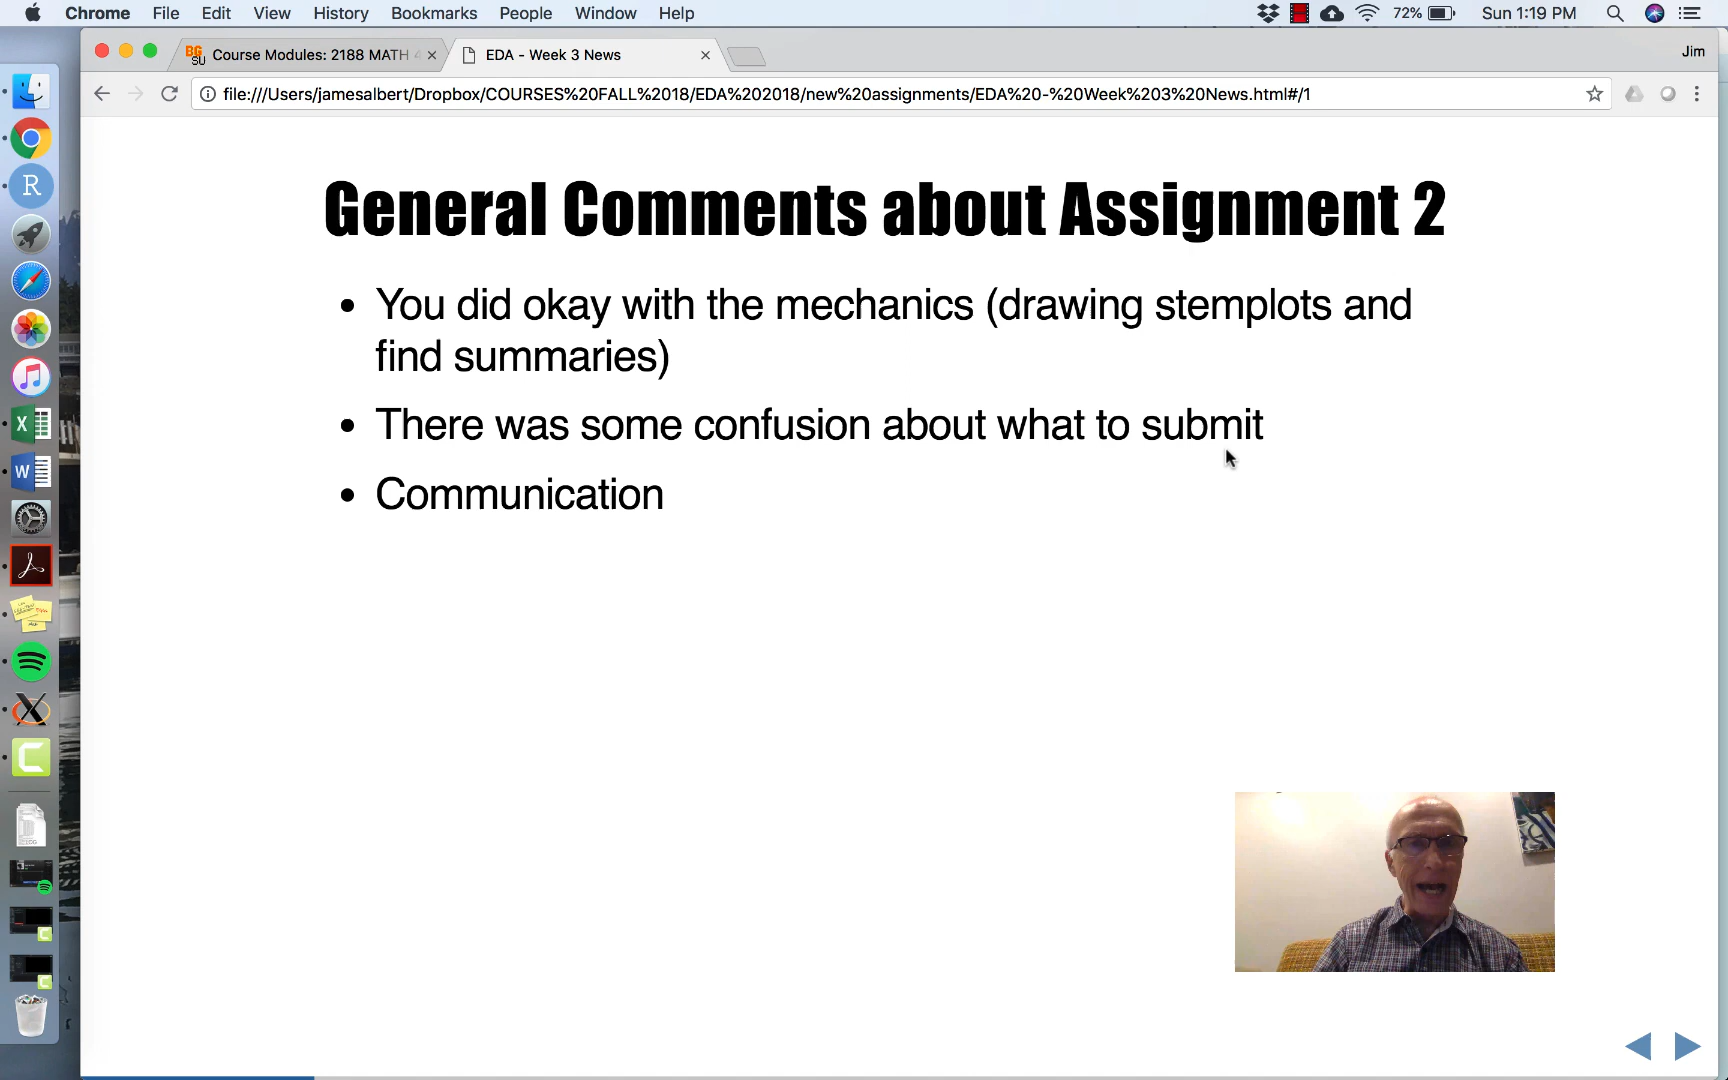 Chrome File Edit View History Bookmarks People Window Help 72% Sun 1:19 PM
BG SU Course Modules: 2188 MATH EDA - Week 3 News Jim
file:///Users/jamesalbert/Dropbox/COURSES%20FALL%2018/EDA%202018/new%20assignments/EDA%20-%20Week%203%20News.html#/1
General Comments about Assignment 2
• You did okay with the mechanics (drawing stemplots and
find summaries)
• There was some confusion about what to submit
• Communication
R
X
W